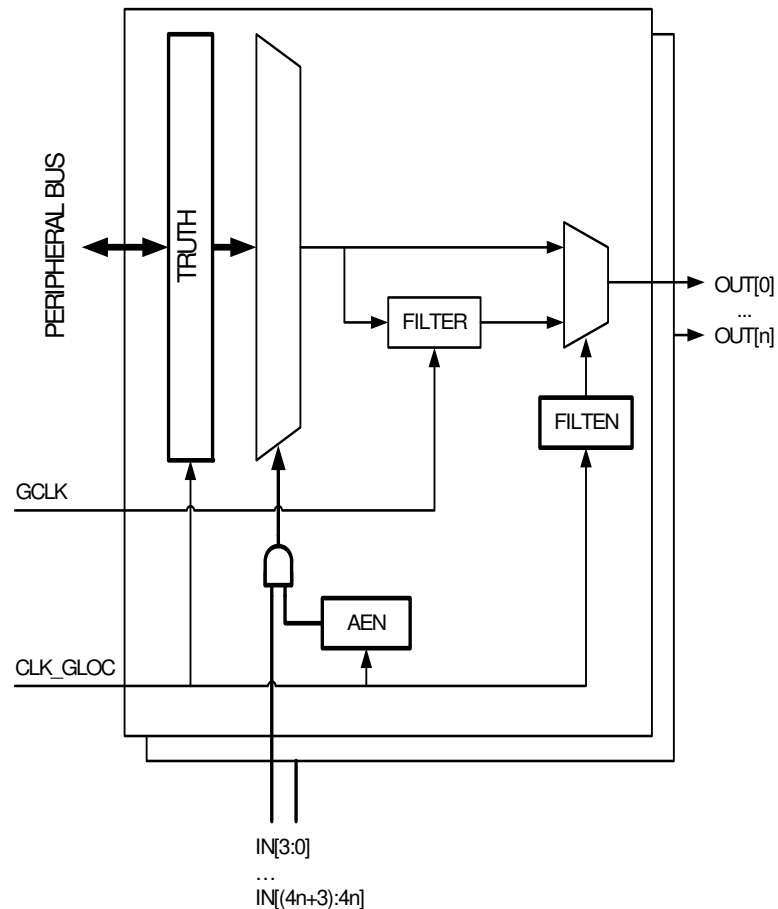 PERIPHERAL BUS
TRUTH
FILTER
OUT[0]
...
OUT[n]
FILTEN
GCLK
AEN
CLK_GLOC
IN[3:0]
...
IN[(4n+3):4n]